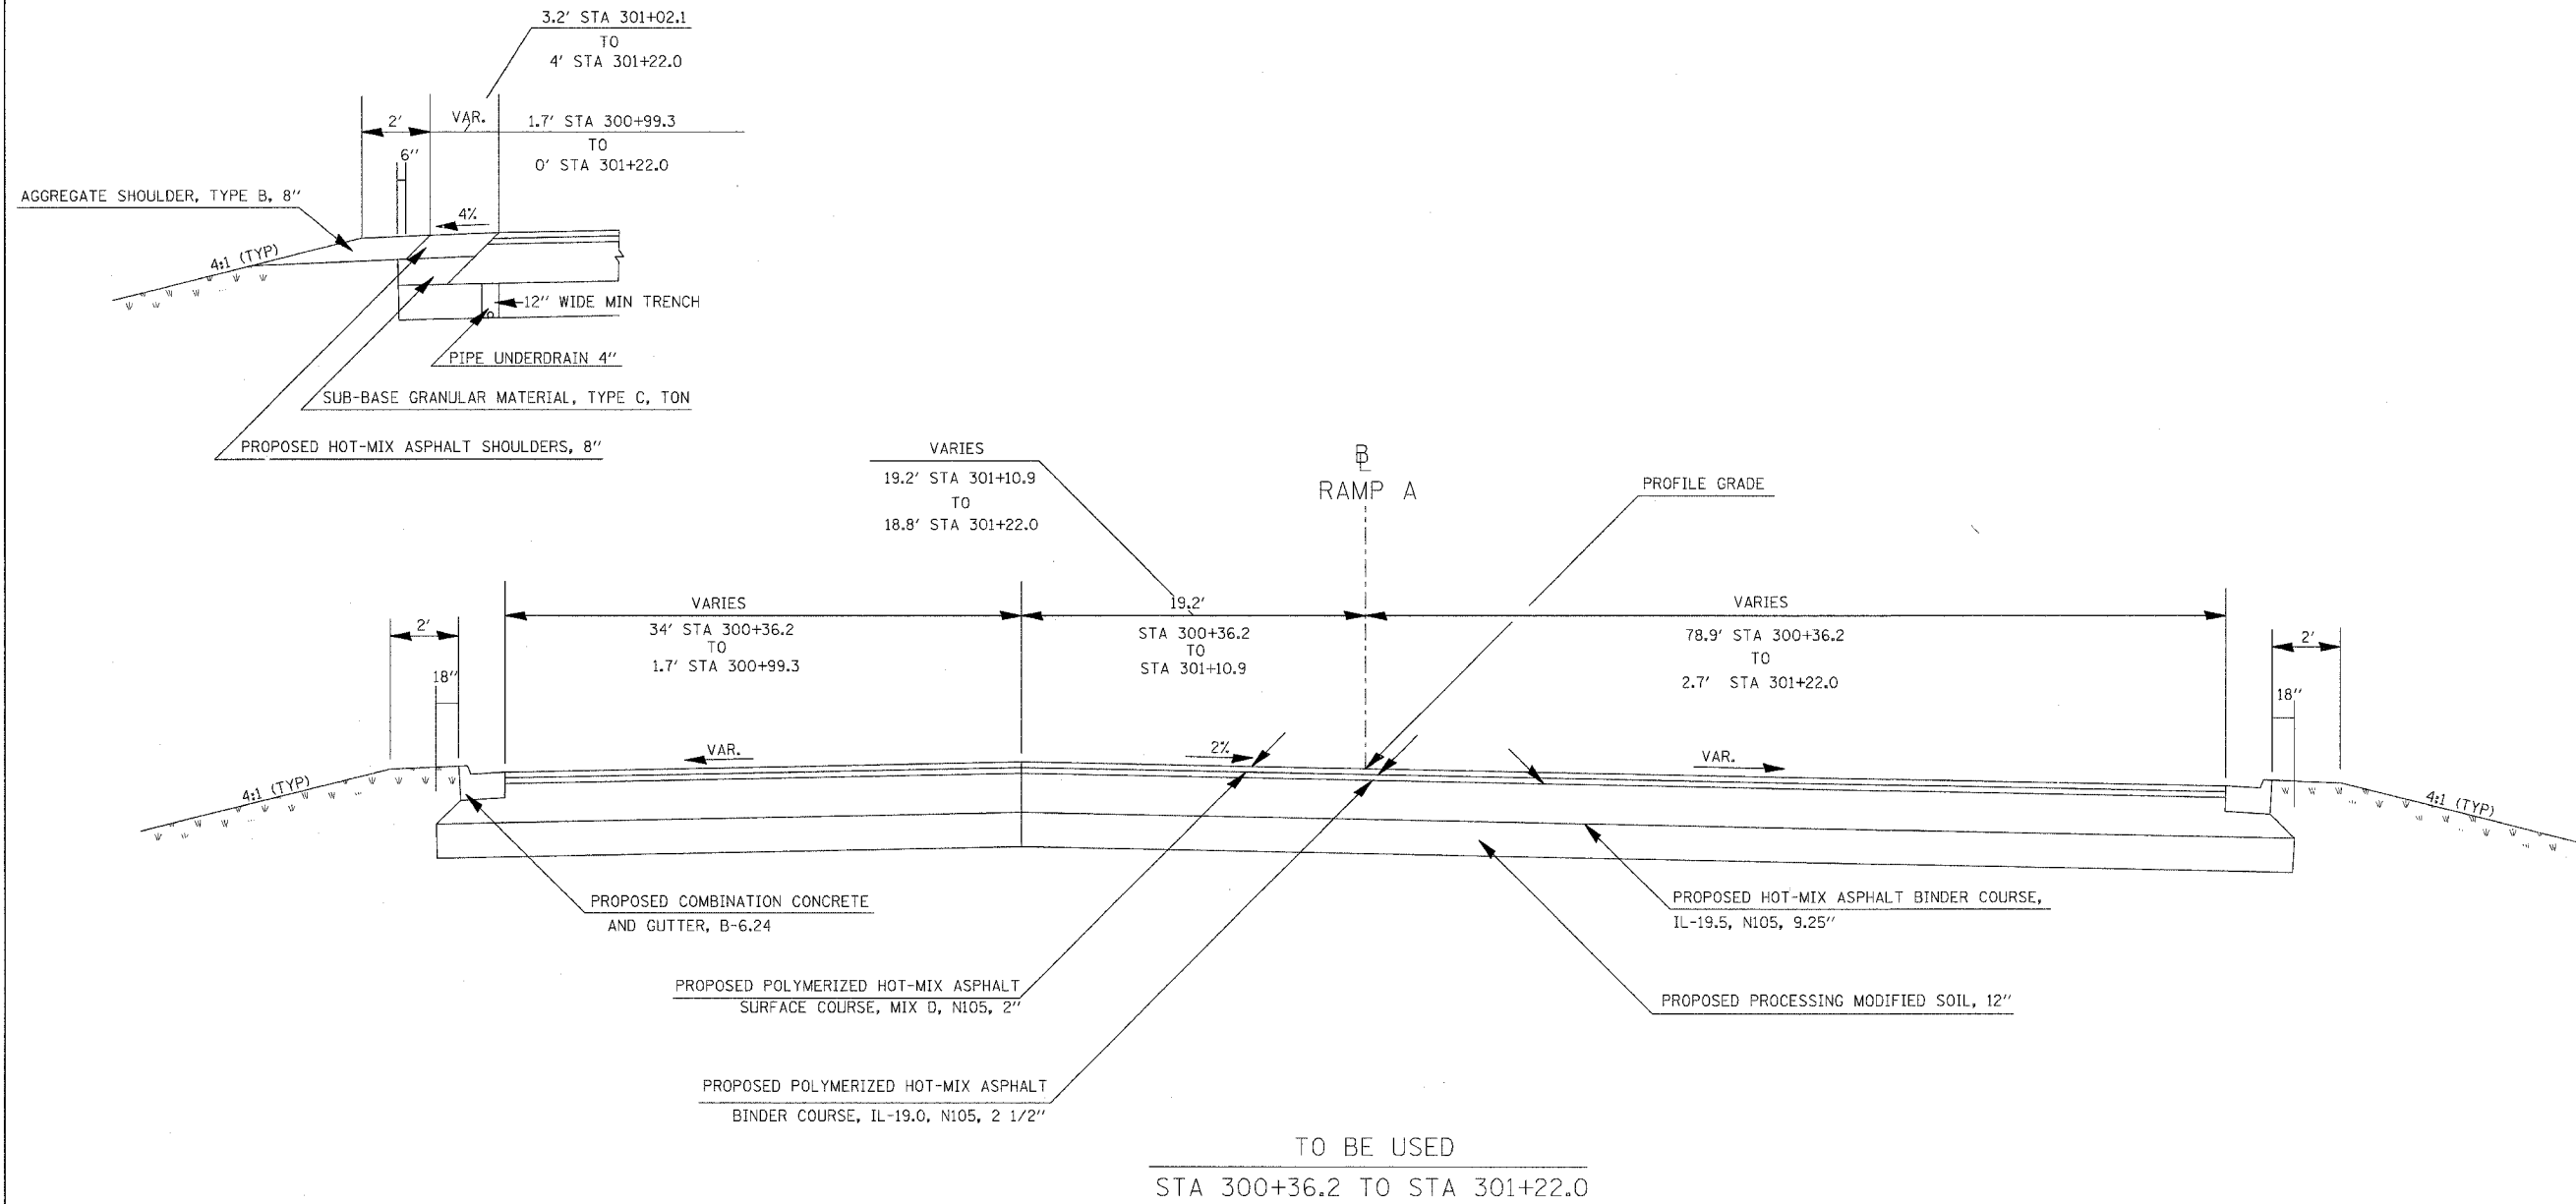 3.2' STA 301+02.1
TO
4' STA 301+22.0
2'
VAR.
1.7' STA 300+99.3
TO
0' STA 301+22.0
6"
AGGREGATE SHOULDER, TYPE B, 8"
4%
4:1 (TYP)
12" WIDE MIN TRENCH
PIPE UNDERDRAIN 4"
SUB-BASE GRANULAR MATERIAL, TYPE C, TON
PROPOSED HOT-MIX ASPHALT SHOULDERS, 8"
VARIES
19.2' STA 301+10.9
TO
18.8' STA 301+22.0
BL
RAMP A
PROFILE GRADE
2'
VARIES
34' STA 300+36.2
TO
1.7' STA 300+99.3
19.2'
STA 300+36.2
TO
STA 301+10.9
VARIES
78.9' STA 300+36.2
TO
2.7' STA 301+22.0
2'
18"
18"
VAR.
2%
VAR.
4:1 (TYP)
4:1 (TYP)
PROPOSED COMBINATION CONCRETE
AND GUTTER, B-6.24
PROPOSED HOT-MIX ASPHALT BINDER COURSE,
IL-19.5, N105, 9.25"
PROPOSED POLYMERIZED HOT-MIX ASPHALT
SURFACE COURSE, MIX D, N105, 2"
PROPOSED PROCESSING MODIFIED SOIL, 12"
PROPOSED POLYMERIZED HOT-MIX ASPHALT
BINDER COURSE, IL-19.0, N105, 2 1/2"
TO BE USED
STA 300+36.2 TO STA 301+22.0